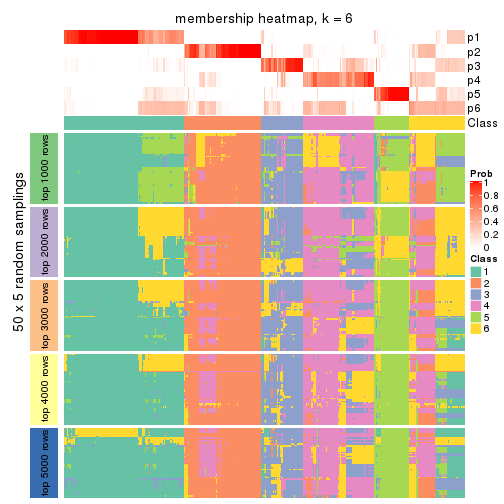 membership heatmap, k = 6
p1
p2
p3
p4
p5
p6
Class
50 x 5 random samplings
top 1000 rows
top 2000 rows
top 3000 rows
top 4000 rows
top 5000 rows
Prob
1
0.8
0.6
0.4
0.2
0
Class
1
2
3
4
5
6